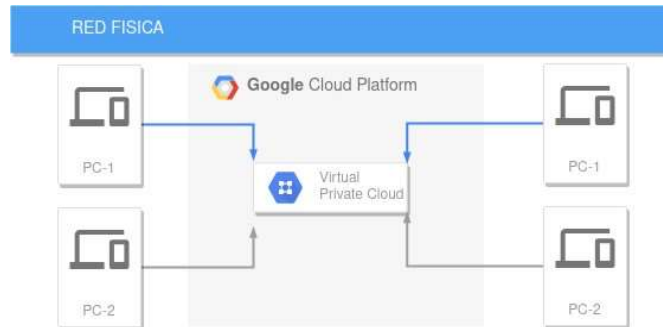 RED FISICA
Google Cloud Platform
PC-1
Virtual
Private Cloud
PC-1
PC-2
PC-2